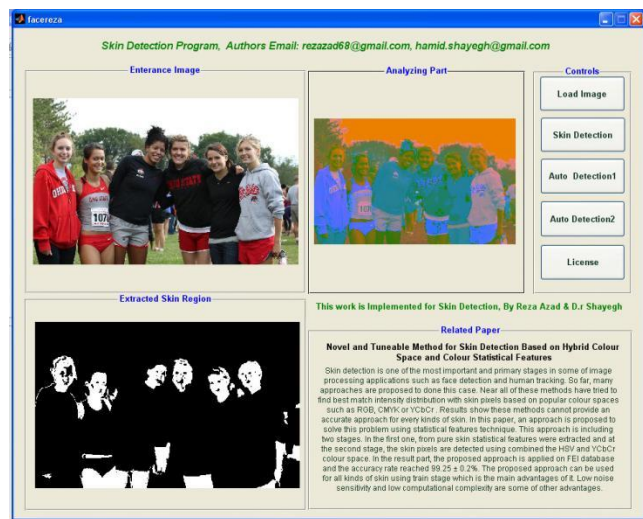 facereza
Skin Detection Program, Authors Email: rezazad68@gmail.com, hamid.shayegh@gmail.com
Enterance Image
OHIO STATE
107
OHIO STATE
Analyzing Part
Controls
Load Image
Skin Detection
Auto Detection1
Auto Detection2
License
Extracted Skin Region
This work is Implemented for Skin Detection, By Reza Azad & D.r Shayegh
Related Paper
Novel and Tuneable Method for Skin Detection Based on Hybrid Colour
Space and Colour Statistical Features
Skin detection is one of the most important and primary stages in some of image
processing applications such as face detection and human tracking. So far, many
approaches are proposed to done this case. Near all of these methods have tried to
find best match intensity distribution with skin pixels based on popular colour spaces
such as RGB, CMYK or YCbCr . Results show these methods cannot provide an
accurate approach for every kinds of skin. In this paper, an approach is proposed to
solve this problem using statistical features technique. This approach is including
two stages. In the first one, from pure skin statistical features were extracted and at
the second stage, the skin pixels are detected using combined the HSV and YCbCr
colour space. In the result part, the proposed approach is applied on FEI database
and the accuracy rate reached 99.25 ± 0.2%. The proposed approach can be used
for all kinds of skin using train stage which is the main advantages of it. Low noise
sensitivity and low computational complexity are some of other advantages.